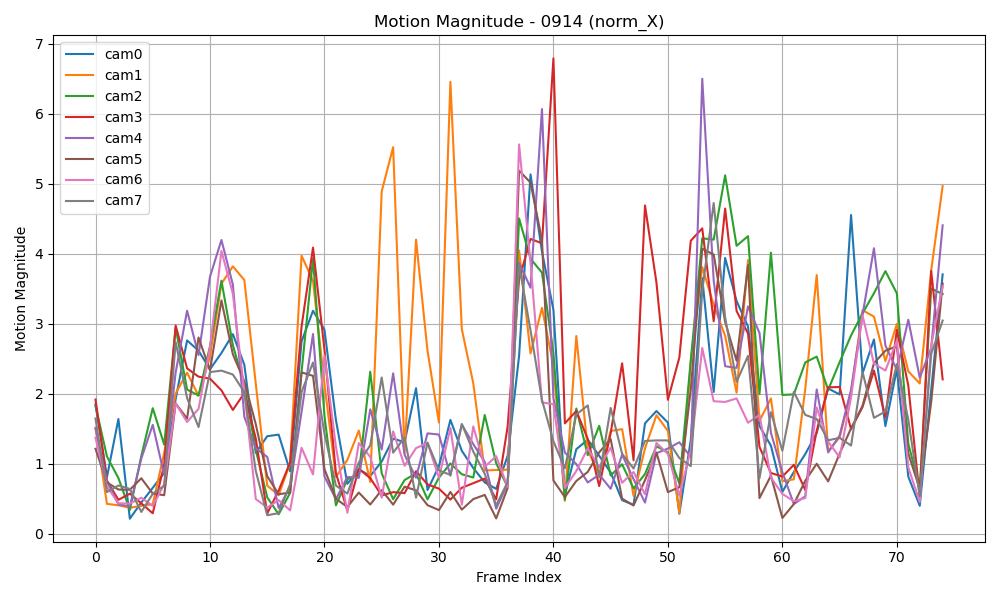 Motion Magnitude - 0914 (norm_X)
Motion Magnitude
7
6
5
4
3
2
1
0
cam0
cam1
cam2
cam3
cam4
cam5
cam6
cam7
0 10 20 30 40 50 60 70
Frame Index